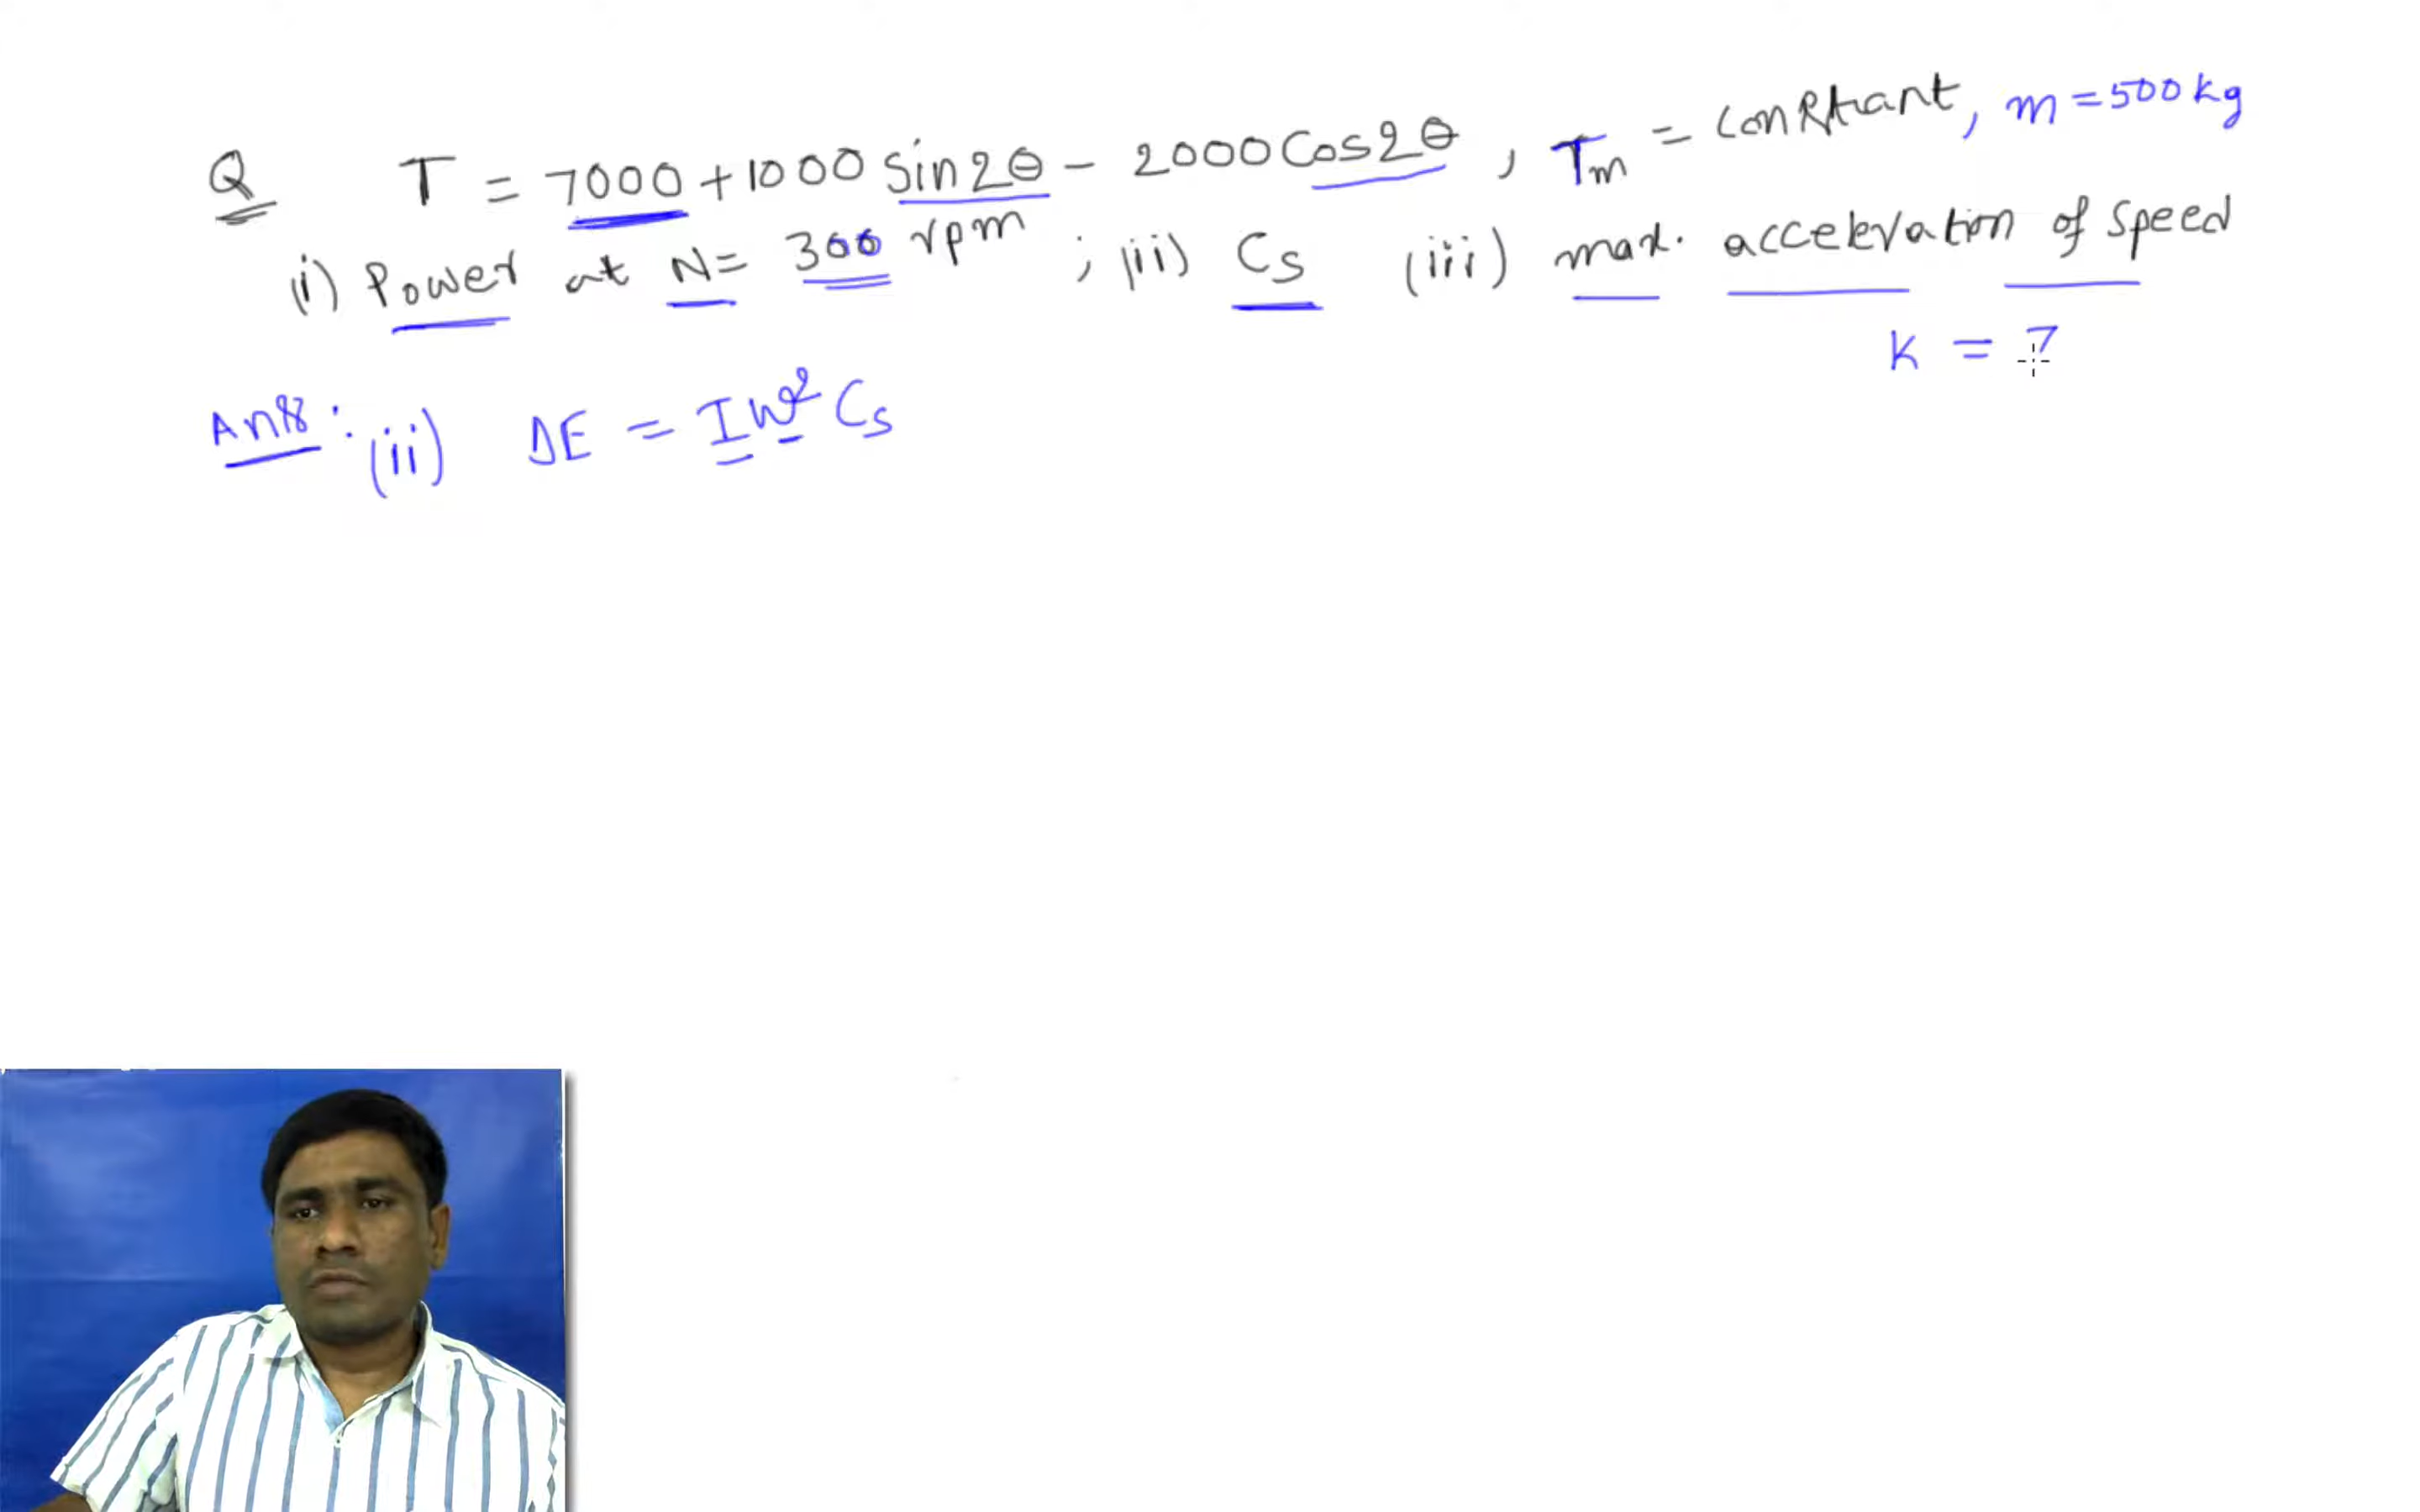 Q T = 7000 + 1000 Sin2θ - 2000 Cos2θ , Tm = constant, m = 500 kg
(i) Power at N = 300 rpm ; (ii) Cs (iii) max. acceleration of speed
K = 7
Ans : (ii) ΔE = Iω² Cs